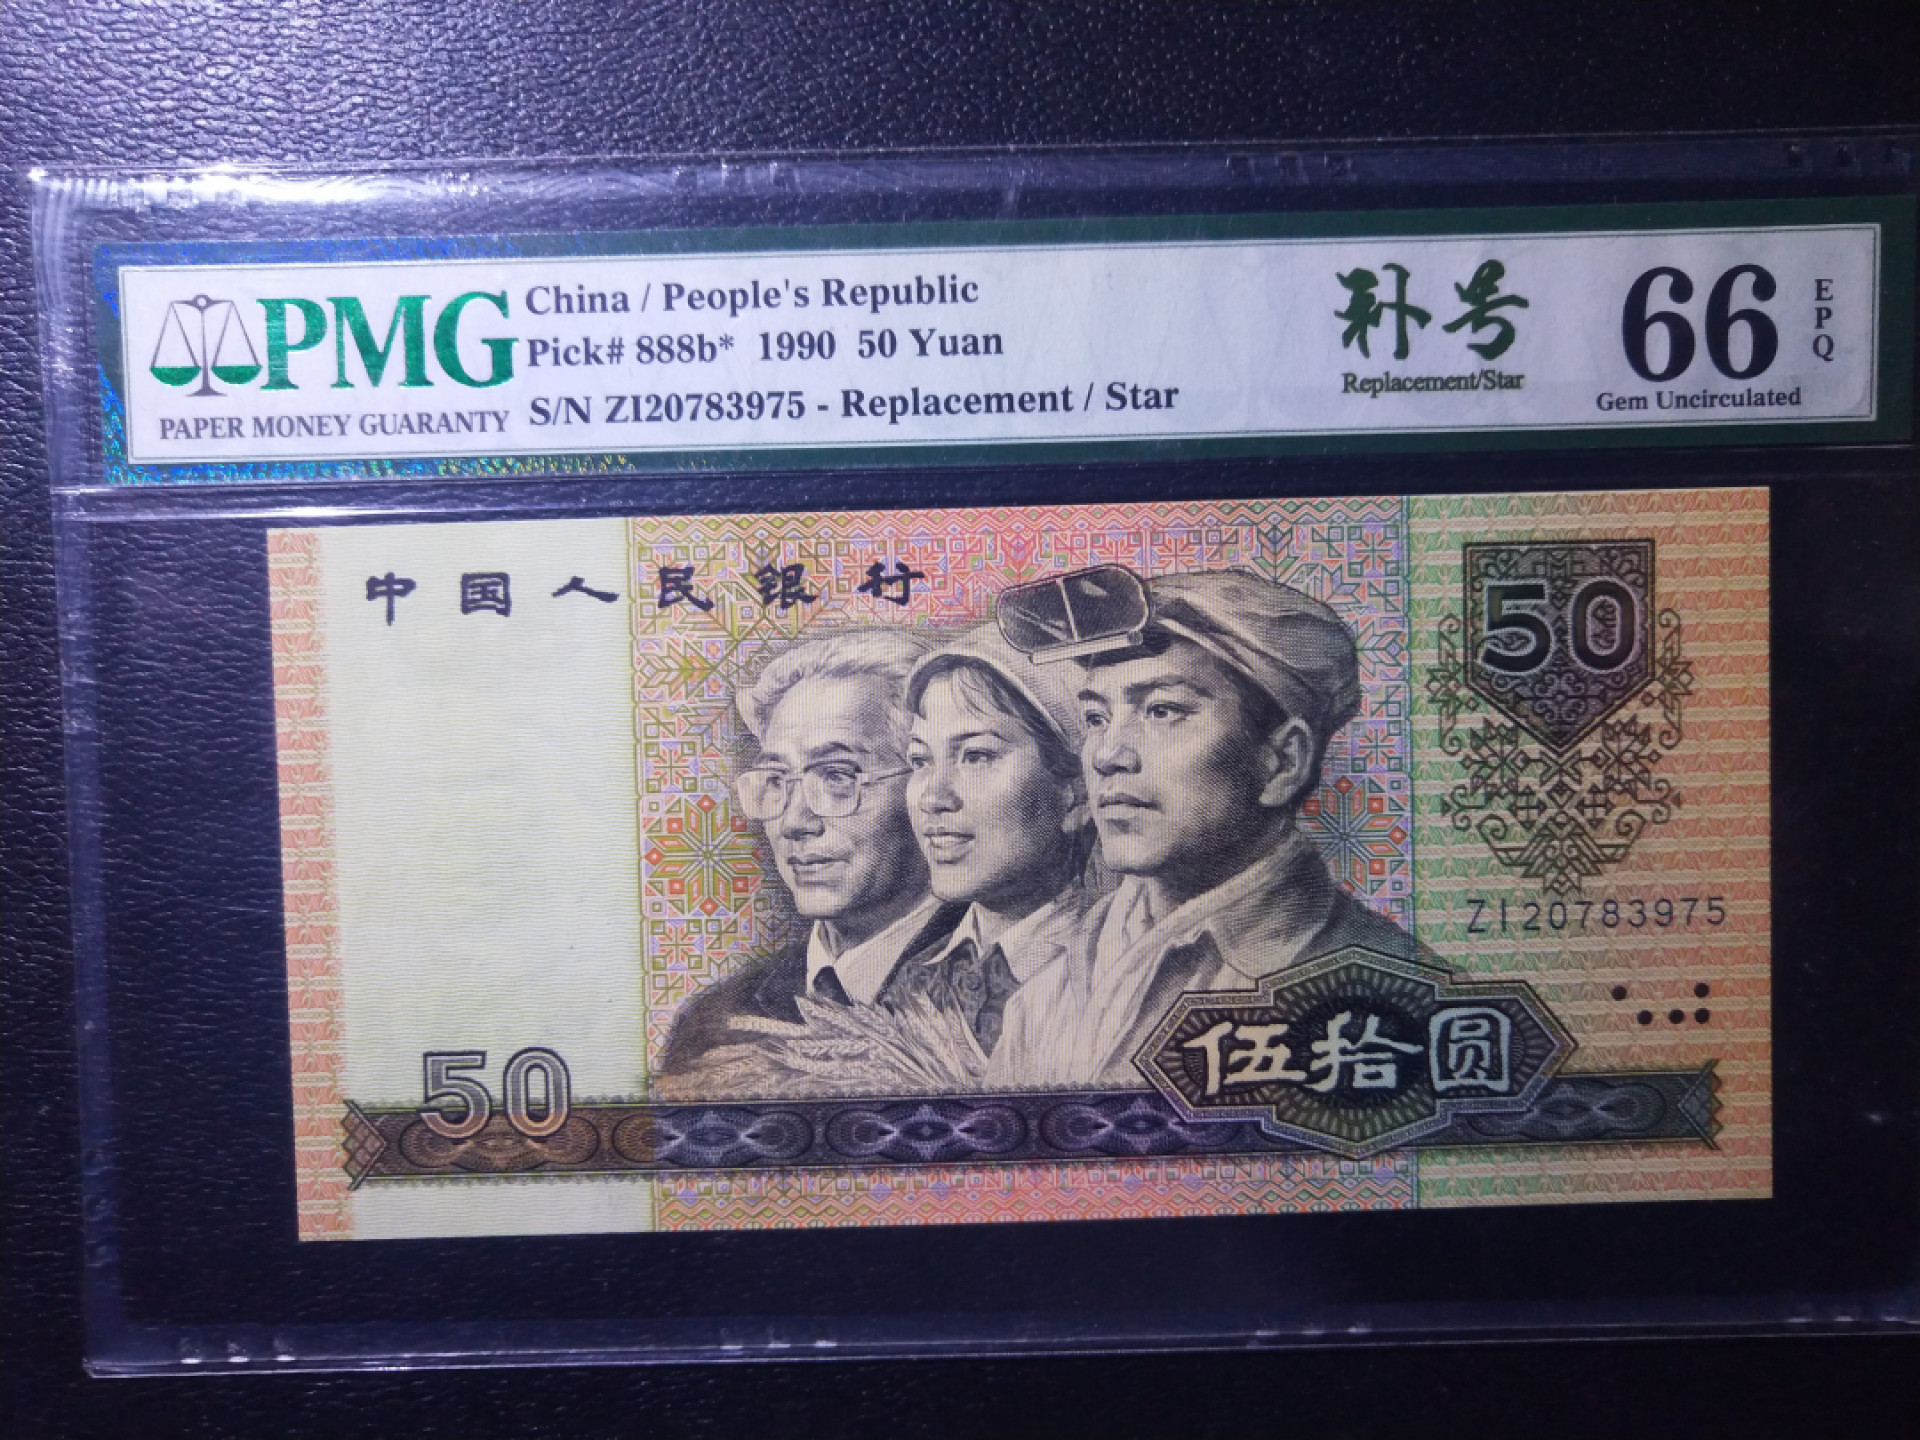 PMG
PAPER MONEY GUARANTY
China / People's Republic
Pick# 888b* 1990 50 Yuan
S/N ZI20783975 - Replacement / Star
补号
Replacement/Star
66
EPQ
Gem Uncirculated
中国人民银行
50
ZI20783975
伍拾圆
50